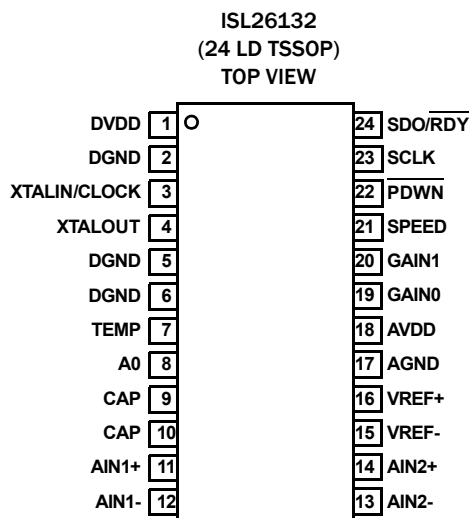 ISL26132
(24 LD TSSOP)
TOP VIEW
DVDD 1 24 SDO/RDY
DGND 2 23 SCLK
XTALIN/CLOCK 3 22 PDWN
XTALOUT 4 21 SPEED
DGND 5 20 GAIN1
DGND 6 19 GAIN0
TEMP 7 18 AVDD
A0 8 17 AGND
CAP 9 16 VREF+
CAP 10 15 VREF-
AIN1+ 11 14 AIN2+
AIN1- 12 13 AIN2-